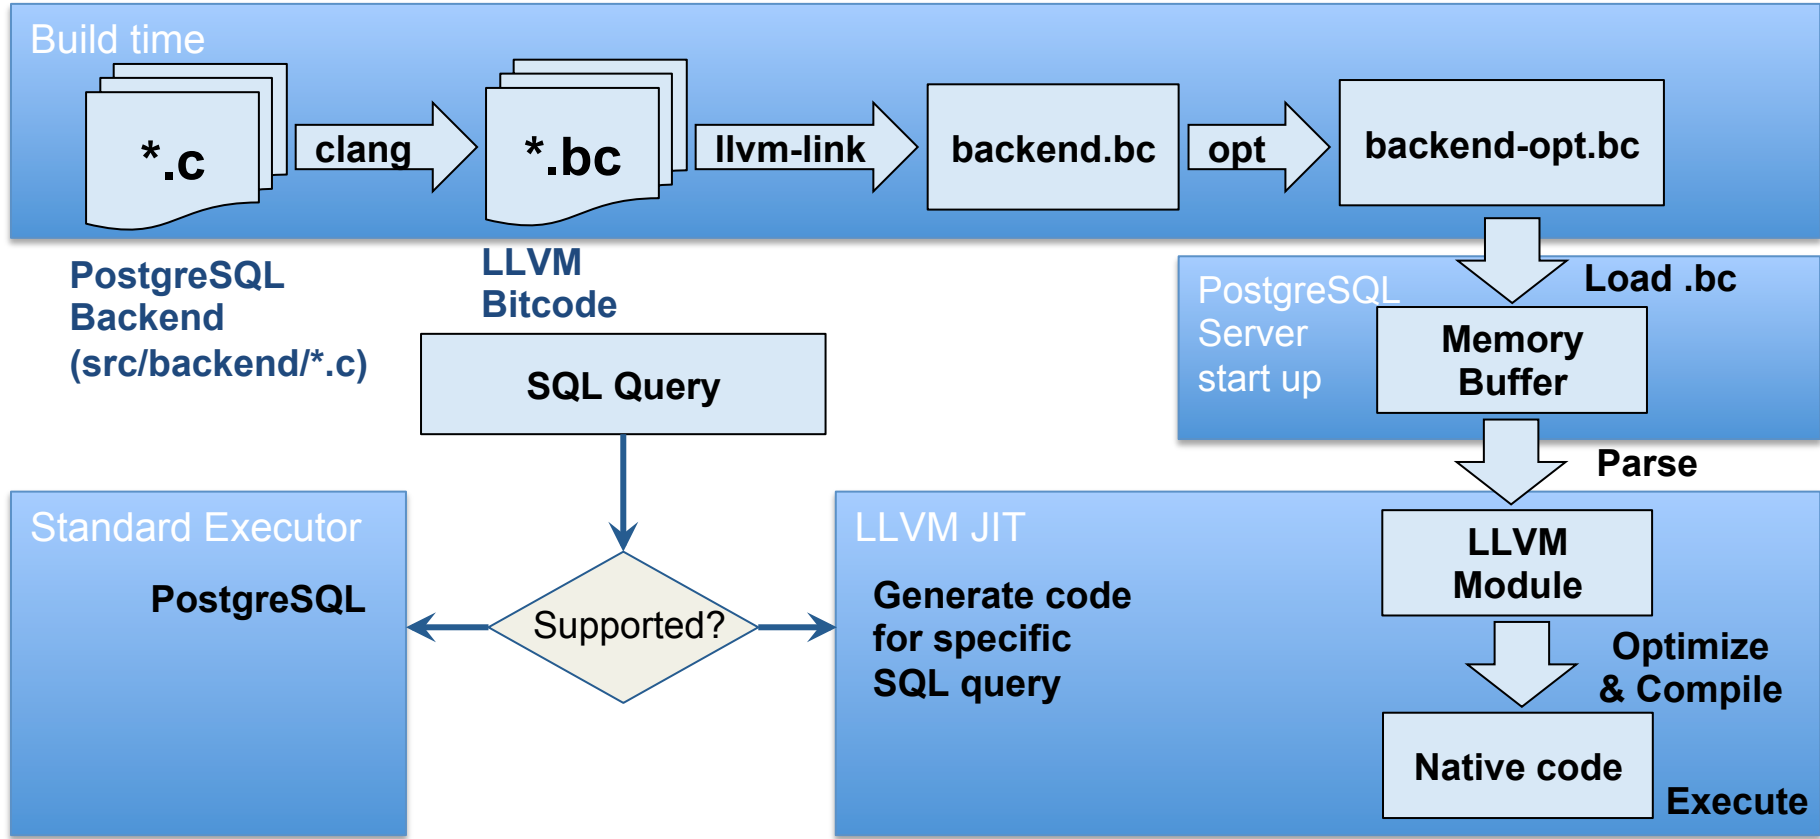 Build time
*.c
clang
*.bc
llvm-link
backend.bc
opt
backend-opt.bc
PostgreSQL
Backend
(src/backend/*.c)
LLVM
Bitcode
Load .bc
PostgreSQL
Server
start up
Memory
Buffer
SQL Query
Parse
Standard Executor
PostgreSQL
Supported?
LLVM JIT
Generate code
for specific
SQL query
LLVM
Module
Optimize
& Compile
Native code
Execute